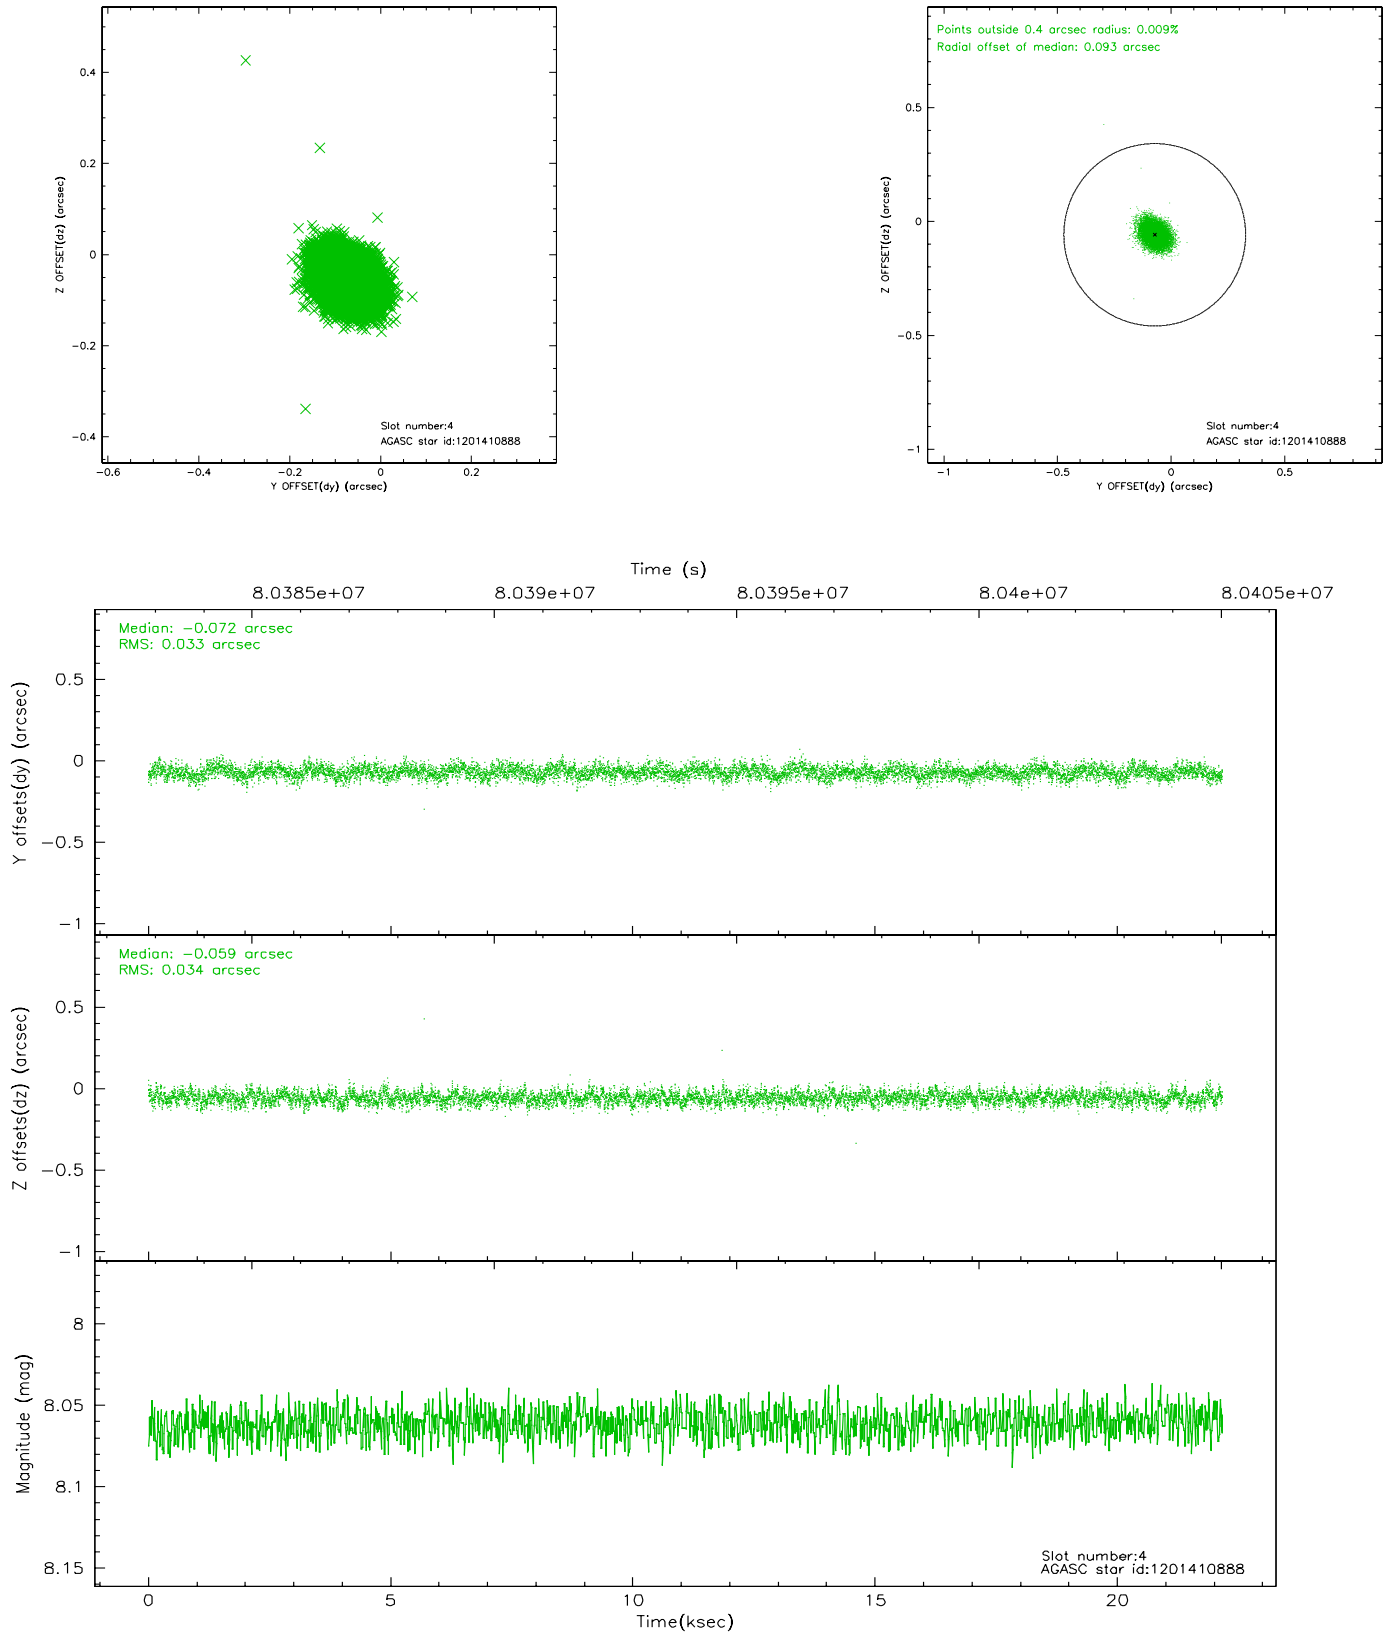 0.4
0.2
0
-0.2
-0.4
Z OFFSET(dz) (arcsec)
Slot number:4
AGASC star id:1201410888
-0.6 -0.4 -0.2 0 0.2
Y OFFSET(dy) (arcsec)
Points outside 0.4 arcsec radius: 0.009%
Radial offset of median: 0.093 arcsec
0.5
0
-0.5
-1
Z OFFSET(dz) (arcsec)
Slot number:4
AGASC star id:1201410888
-1 -0.5 0 0.5
Y OFFSET(dy) (arcsec)
Time (s)
8.0385e+07 8.039e+07 8.0395e+07 8.04e+07 8.0405e+07
Median: -0.072 arcsec
RMS: 0.033 arcsec
0.5
0
-0.5
-1
Y offsets(dy) (arcsec)
Median: -0.059 arcsec
RMS: 0.034 arcsec
0.5
0
-0.5
-1
Z offsets(dz) (arcsec)
8
8.05
8.1
8.15
Magnitude (mag)
Slot number:4
AGASC star id:1201410888
0 5 10 15 20
Time(ksec)